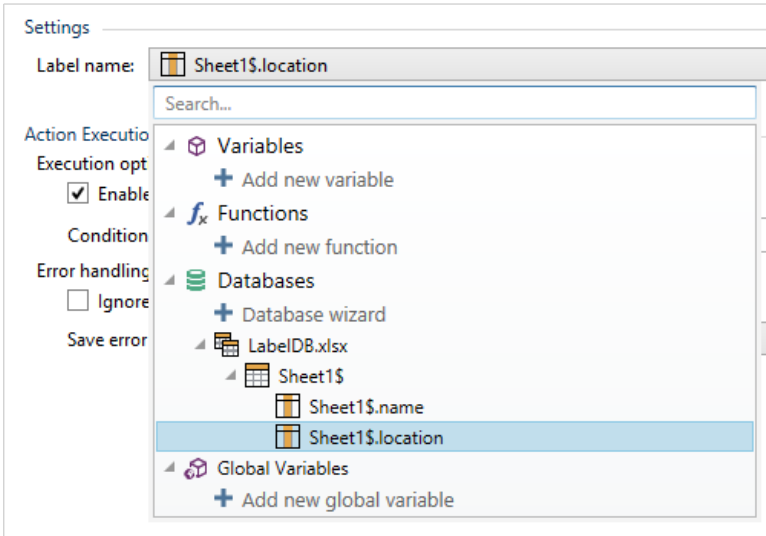 Settings
Label name: Sheet1$.location
Search...
Action Executio
Variables
Execution opt
Add new variable
Enable
Functions
Condition
Add new function
Error handling
Databases
Ignore
Database wizard
Save error
LabelDB.xlsx
Sheet1$
Sheet1$.name
Sheet1$.location
Global Variables
Add new global variable